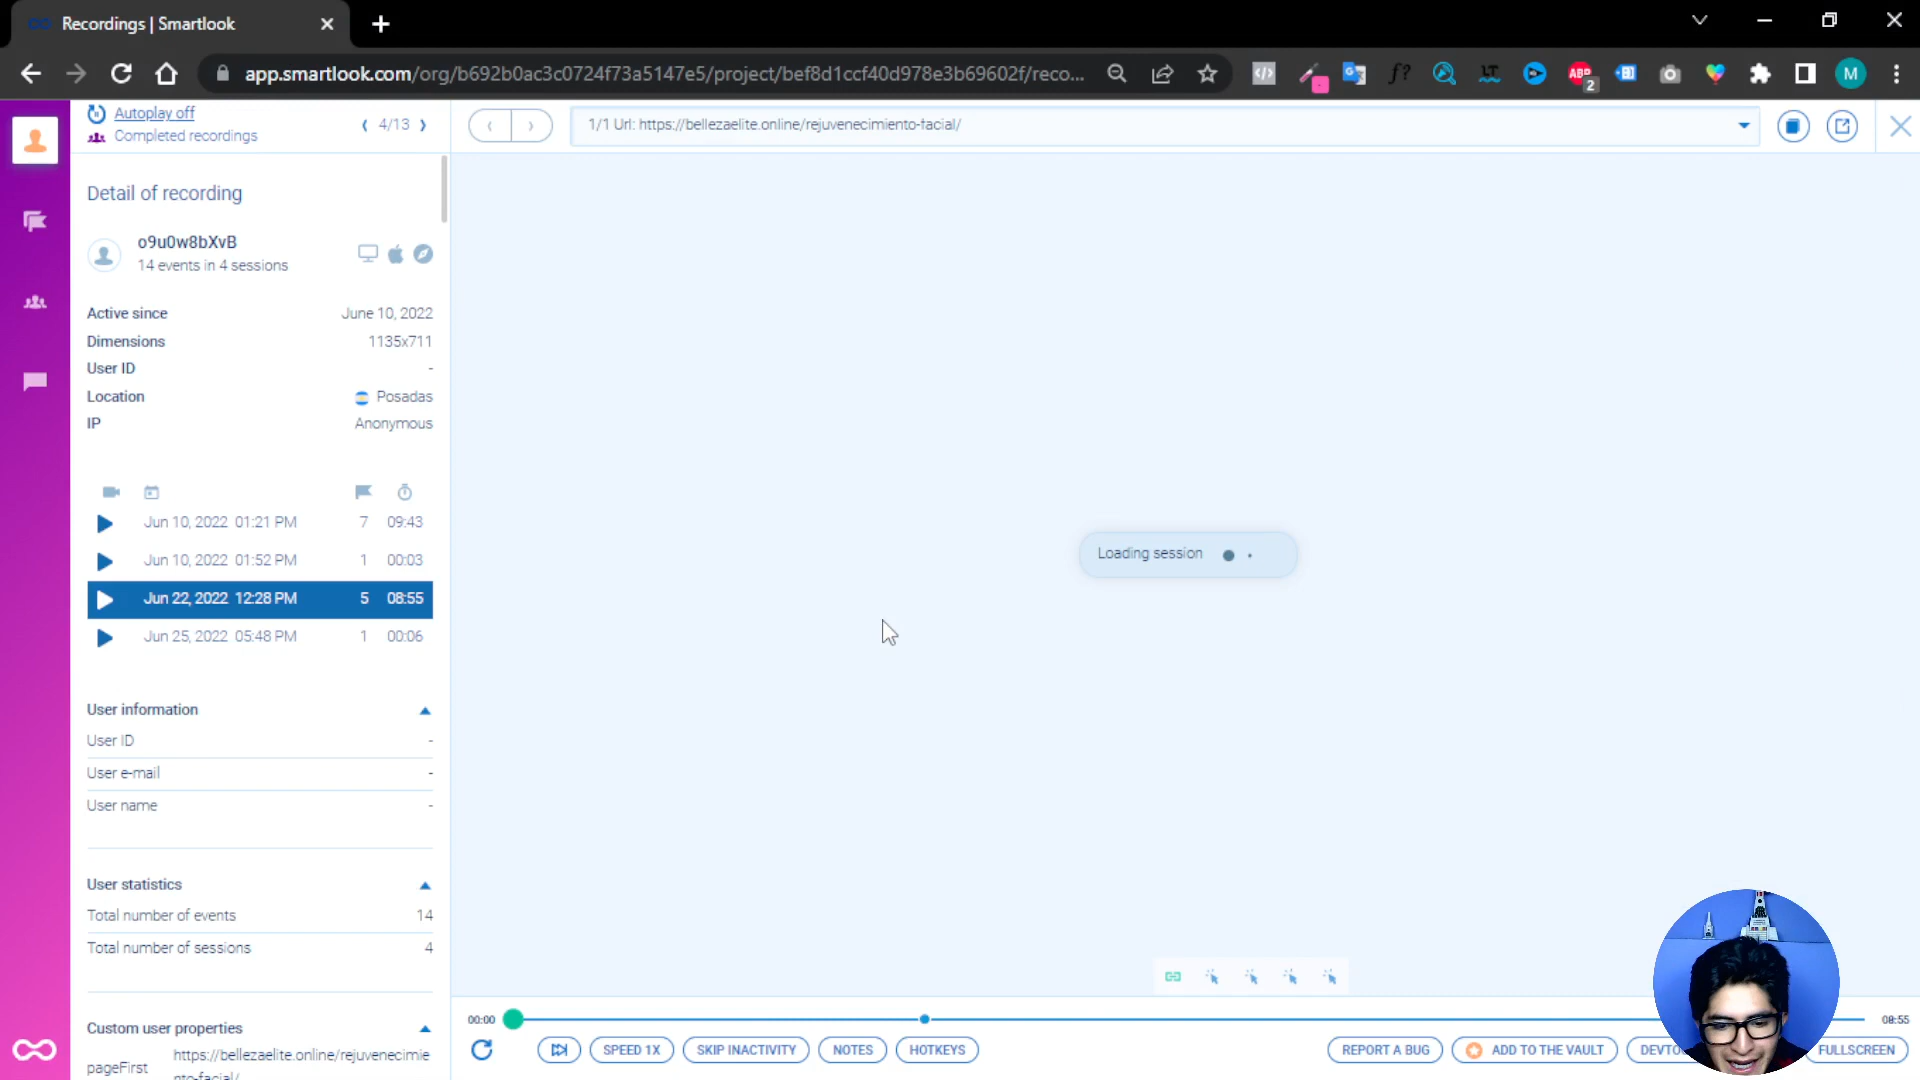 Recordings | Smartlook
app.smartlook.com/org/b692b0ac3c0724f73a5147e5/project/bef8d1ccf40d978e3b69602f/reco...
ABP
2
M
Autoplay off
Completed recordings
4/13
1/1 Url: https://bellezaelite.online/rejuvenecimiento-facial/
Detail of recording
o9u0w8bXvB
14 events in 4 sessions
Active since June 10, 2022
Dimensions 1135x711
User ID -
Location Posadas
IP Anonymous
Jun 10, 2022 01:21 PM 7 09:43
Jun 10, 2022 01:52 PM 1 00:03
Jun 22, 2022 12:28 PM 5 08:55
Jun 25, 2022 05:48 PM 1 00:06
Loading session
User information
User ID -
User e-mail -
User name -
User statistics
Total number of events 14
Total number of sessions 4
Custom user properties
pageFirst https://bellezaelite.online/rejuvenecimie
nto-facial/
00:00 08:55
SPEED 1X SKIP INACTIVITY NOTES HOTKEYS REPORT A BUG ADD TO THE VAULT DEVTO FULLSCREEN